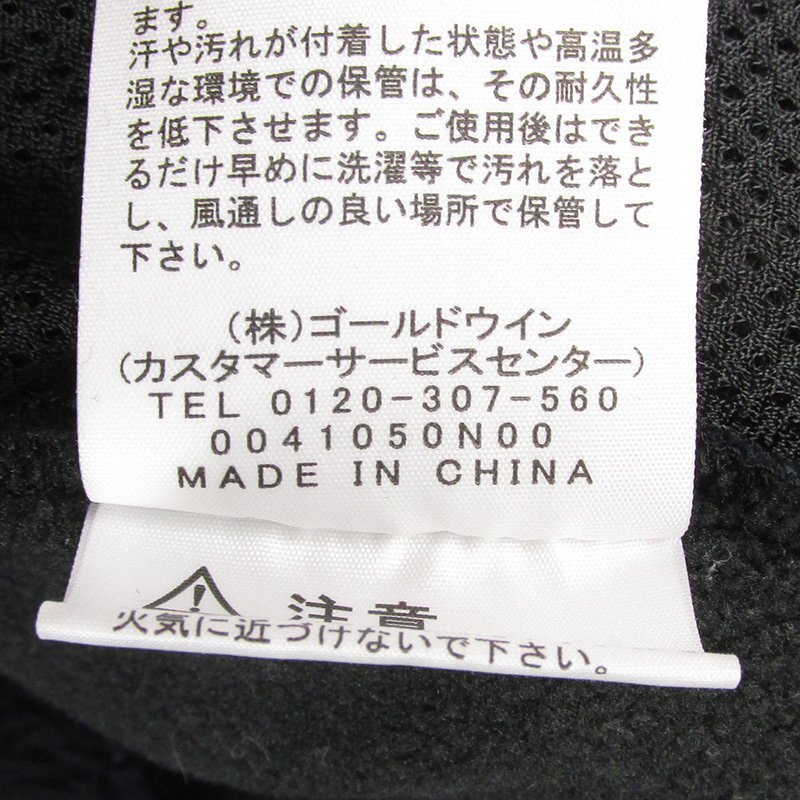 ます。
汗や汚れが付着した状態や高温多
湿な環境での保管は、その耐久性
を低下させます。ご使用後はでき
るだけ早めに洗濯等で汚れを落と
し、風通しの良い場所で保管して
下さい。
(株)ゴールドウイン
(カスタマーサービスセンター)
TEL 0120-307-560
0041050N00
MADE IN CHINA
注意
火気に近づけないで下さい。